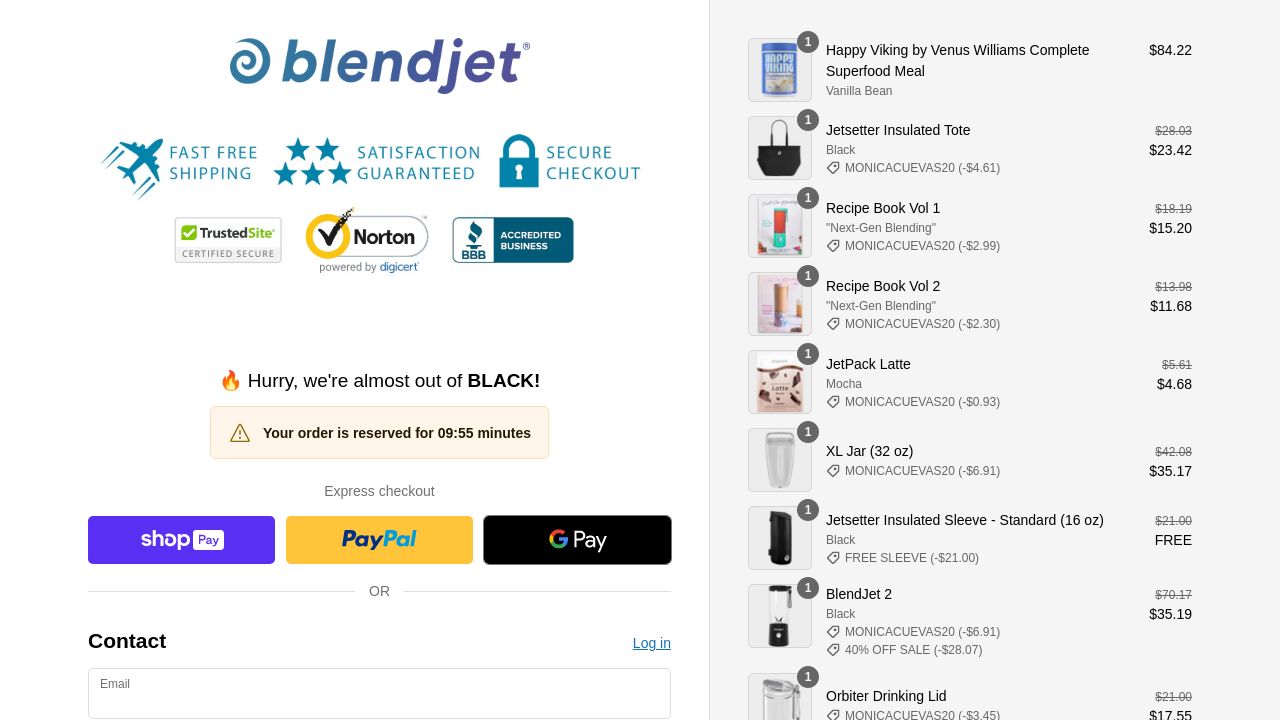 blendjet®
FAST FREE
SHIPPING
SATISFACTION
GUARANTEED
SECURE
CHECKOUT
TrustedSite®
CERTIFIED SECURE
Norton™
powered by digicert®
BBB
ACCREDITED
BUSINESS
🔥 Hurry, we're almost out of BLACK!
Your order is reserved for 09:55 minutes
Express checkout
shop Pay
PayPal
G Pay
OR
Contact
Log in
Email
HAPPY
VIKING
1
Happy Viking by Venus Williams Complete
Superfood Meal
Vanilla Bean
$84.22
1
Jetsetter Insulated Tote
Black
MONICACUEVAS20 (-$4.61)
$28.03
$23.42
1
Recipe Book Vol 1
"Next-Gen Blending"
MONICACUEVAS20 (-$2.99)
$18.19
$15.20
1
Recipe Book Vol 2
"Next-Gen Blending"
MONICACUEVAS20 (-$2.30)
$13.98
$11.68
Latte
1
JetPack Latte
Mocha
MONICACUEVAS20 (-$0.93)
$5.61
$4.68
1
XL Jar (32 oz)
MONICACUEVAS20 (-$6.91)
$42.08
$35.17
1
Jetsetter Insulated Sleeve - Standard (16 oz)
Black
FREE SLEEVE (-$21.00)
$21.00
FREE
1
BlendJet 2
Black
MONICACUEVAS20 (-$6.91)
40% OFF SALE (-$28.07)
$70.17
$35.19
1
Orbiter Drinking Lid
MONICACUEVAS20 (-$3.45)
$21.00
$17.55